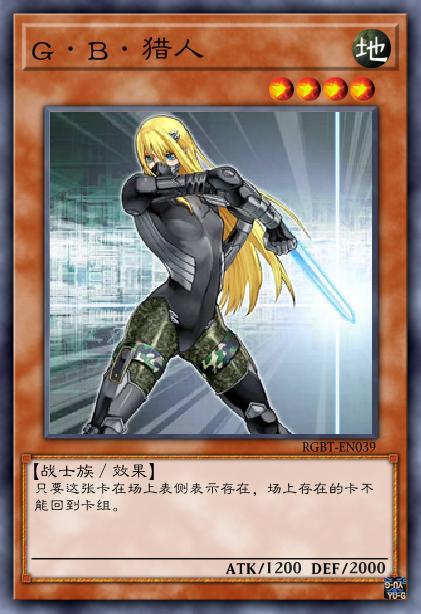 G·B·猎人
地
RGBT-EN039
【战士族/效果】
只要这张卡在场上表侧表示存在，场上存在的卡不
能回到卡组。
ATK/1200 DEF/2000